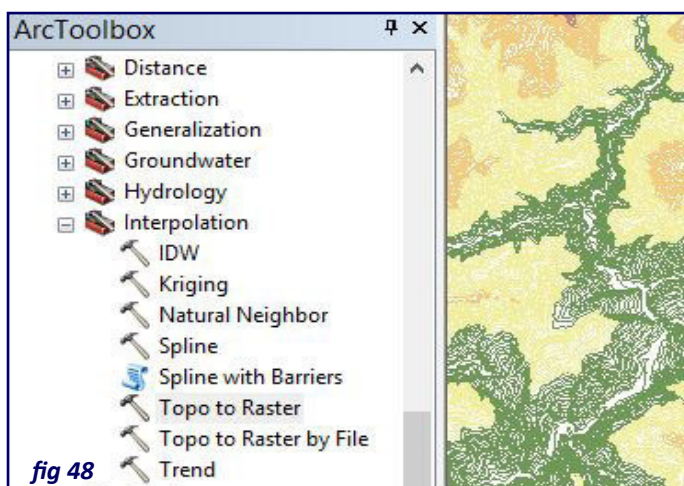 ArcToolbox
Distance
Extraction
Generalization
Groundwater
Hydrology
Interpolation
IDW
Kriging
Natural Neighbor
Spline
Spline with Barriers
Topo to Raster
Topo to Raster by File
Trend
fig 48